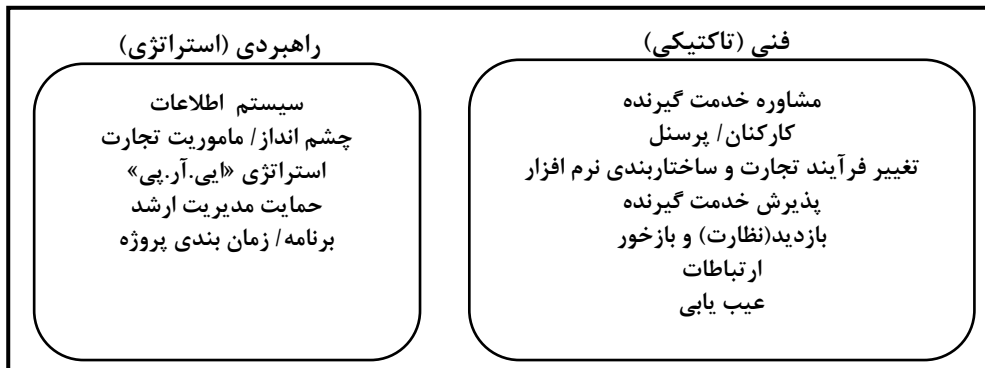 فنی (تاکتیکی)
مشاوره خدمت گیرنده
کارکنان/ پرسنل
تغییر فرآیند تجارت و ساختاربندی نرم افزار
پذیرش خدمت گیرنده
بازدید(نظارت) و بازخور
ارتباطات
عیب یابی
راهبردی (استراتژی)
سیستم اطلاعات
چشم انداز/ ماموریت تجارت
استراتژی «ایی.آر.پی»
حمایت مدیریت ارشد
برنامه/ زمان بندی پروژه